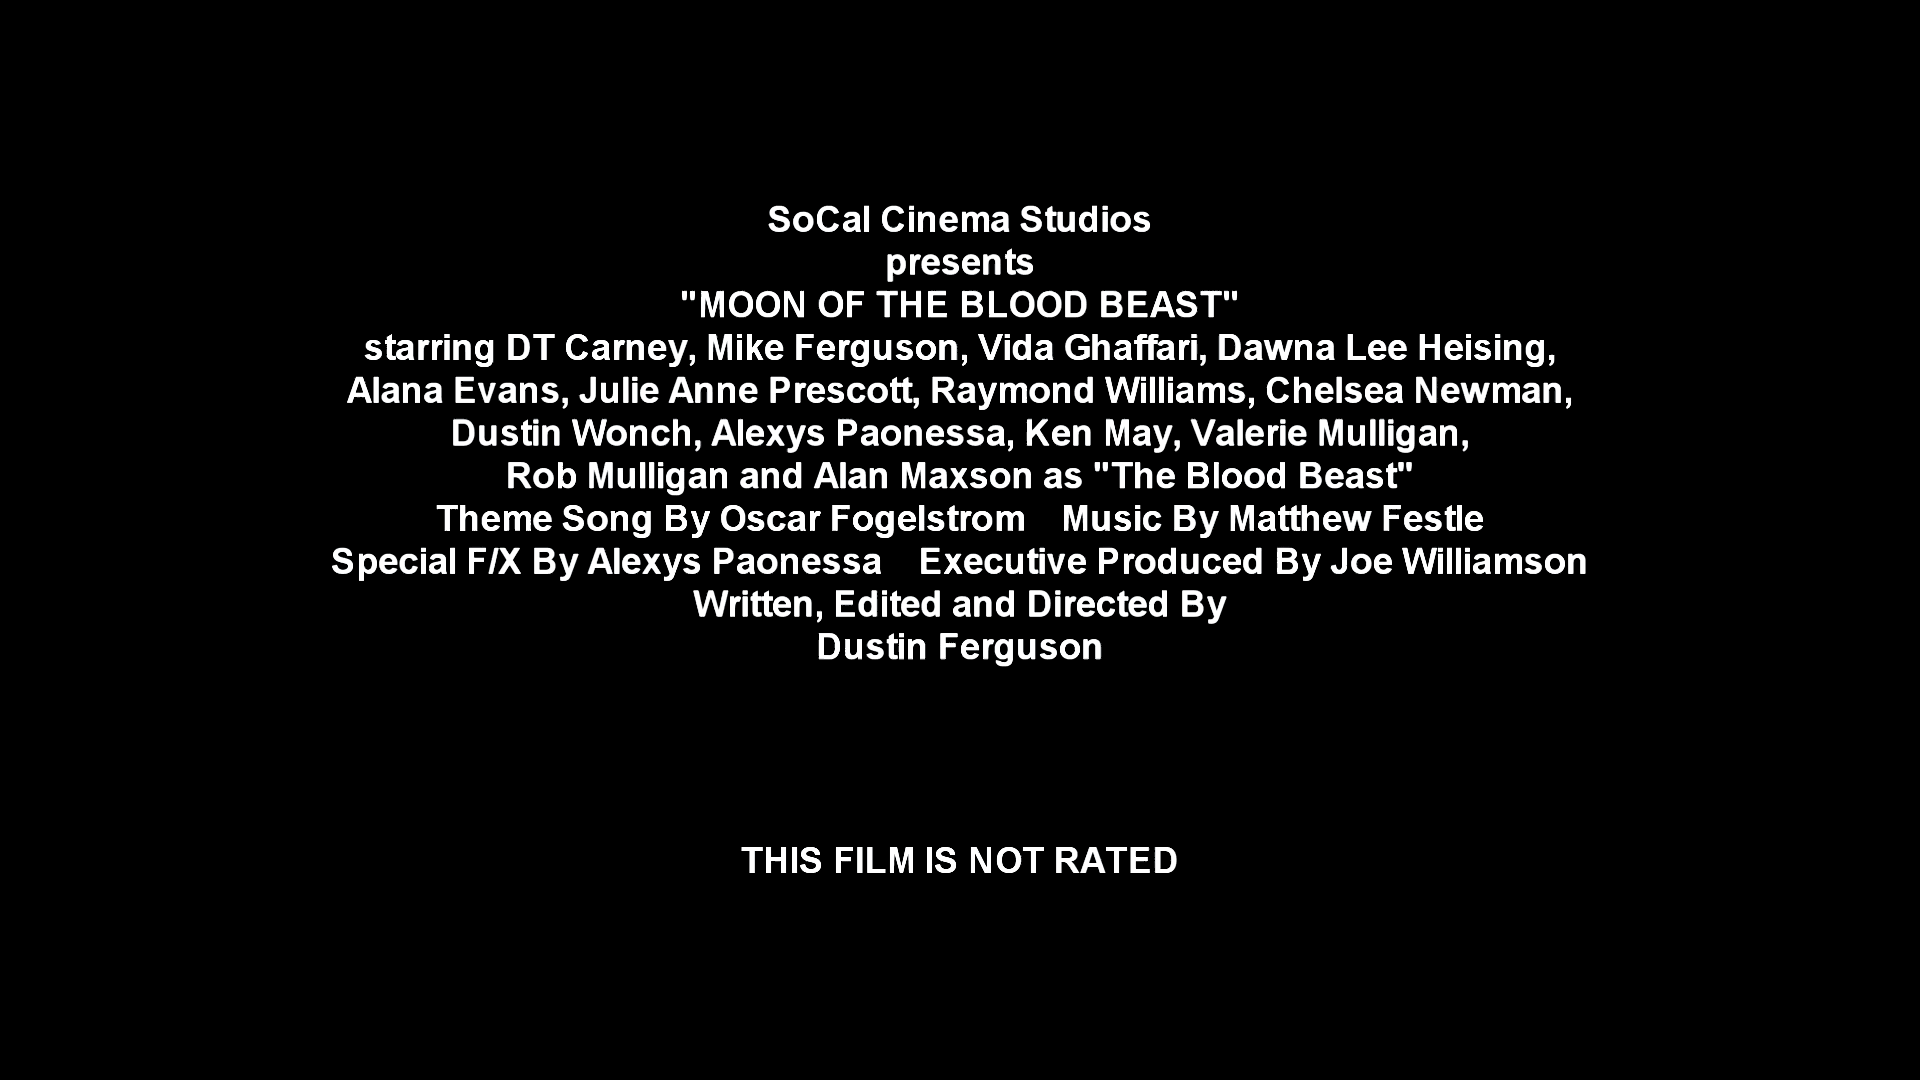 SoCal Cinema Studios
presents
"MOON OF THE BLOOD BEAST"
starring DT Carney, Mike Ferguson, Vida Ghaffari, Dawna Lee Heising,
Alana Evans, Julie Anne Prescott, Raymond Williams, Chelsea Newman,
Dustin Wonch, Alexys Paonessa, Ken May, Valerie Mulligan,
Rob Mulligan and Alan Maxson as "The Blood Beast"
Theme Song By Oscar Fogelstrom    Music By Matthew Festle
Special F/X By Alexys Paonessa    Executive Produced By Joe Williamson
Written, Edited and Directed By
Dustin Ferguson
THIS FILM IS NOT RATED